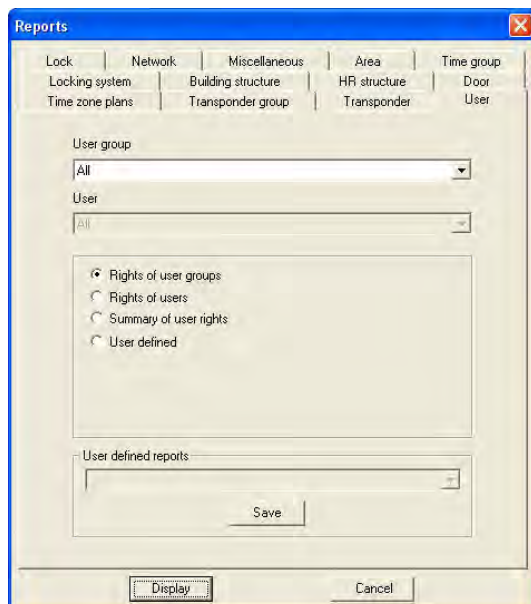 Reports
Lock Network Miscellaneous Area Time group
Locking system Building structure HR structure Door
Time zone plans Transponder group Transponder User
User group
All
User
All
Rights of user groups
Rights of users
Summary of user rights
User defined
User defined reports
Save
Display Cancel